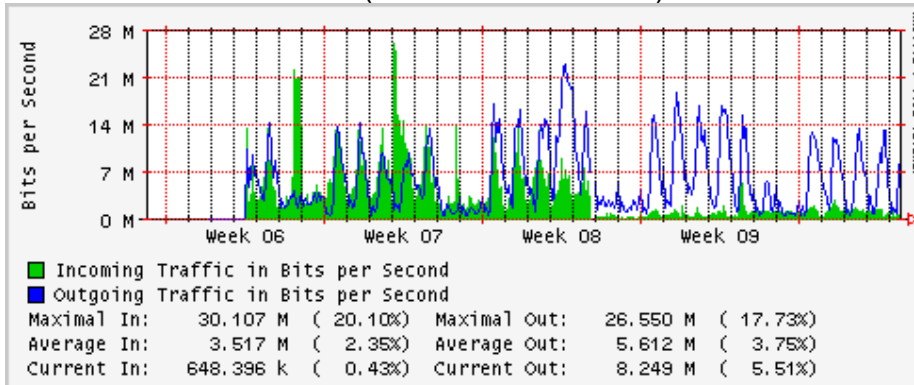 28 M
21 M
14 M
7 M
0 M
Bits per Second
Week 06 Week 07 Week 08 Week 09
Incoming Traffic in Bits per Second
Outgoing Traffic in Bits per Second
Maximal In: 30.107 M ( 20.10%) Maximal Out: 26.550 M ( 17.73%)
Average In: 3.517 M ( 2.35%) Average Out: 5.612 M ( 3.75%)
Current In: 648.396 k ( 0.43%) Current Out: 8.249 M ( 5.51%)